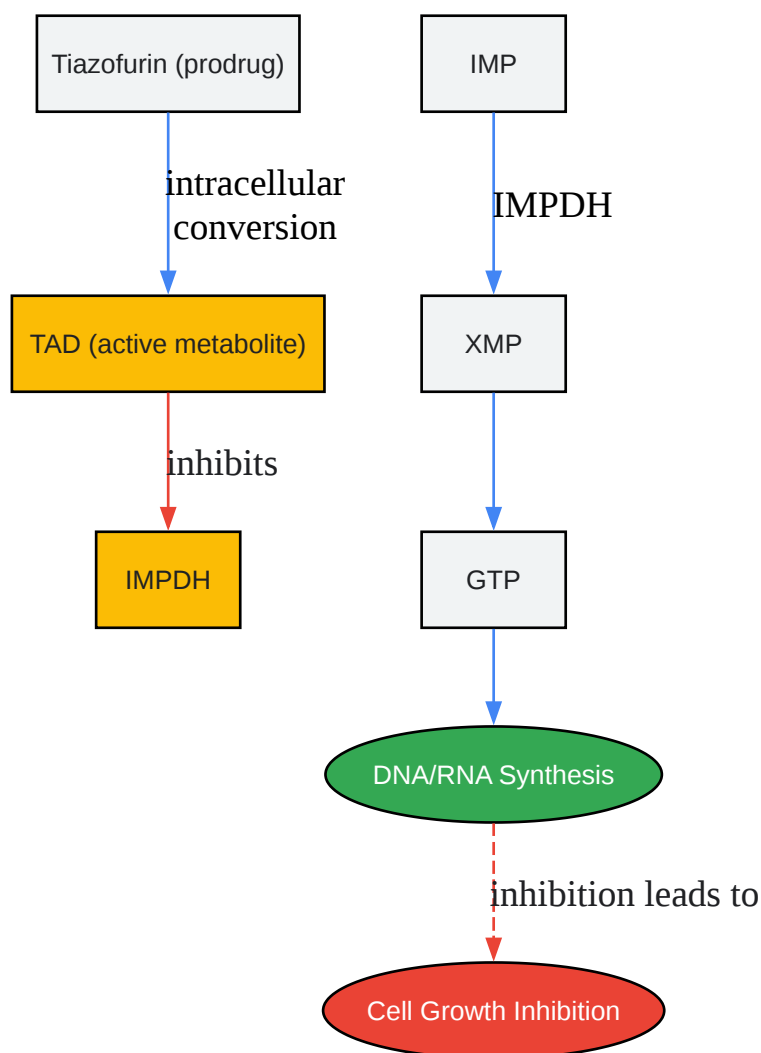 Tiazofurin (prodrug)
IMP
intracellular
conversion
IMPDH
TAD (active metabolite)
XMP
inhibits
IMPDH
GTP
DNA/RNA Synthesis
inhibition leads to
Cell Growth Inhibition